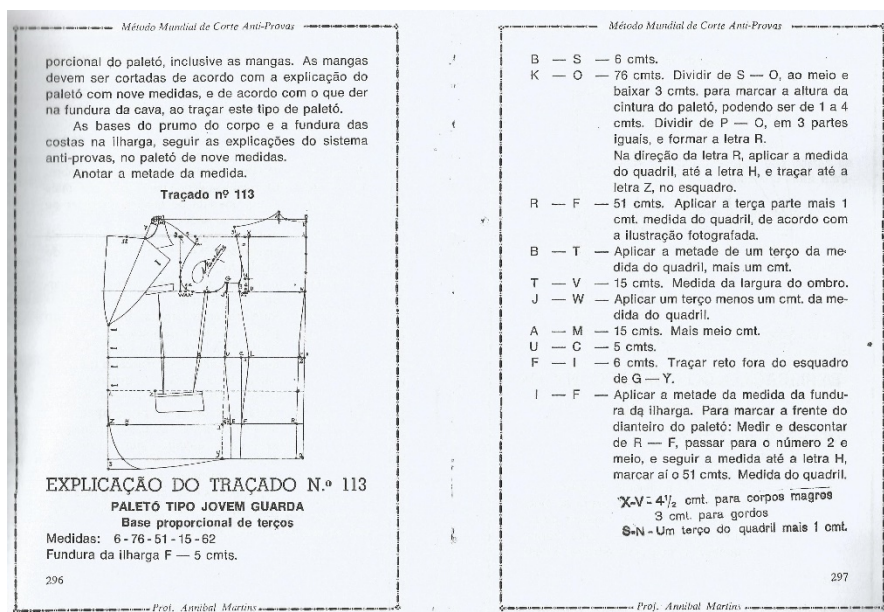 Método Mundial de Corte Anti-Provas
porcional do paletó, inclusive as mangas. As mangas
devem ser cortadas de acordo com a explicação do
paletó com nove medidas, e de acordo com o que der
na fundura da cava, ao traçar este tipo de paletó.
As bases do prumo do corpo e a fundura das
costas na ilharga, seguir as explicações do sistema
anti-provas, no paletó de nove medidas.
Anotar a metade da medida.
Traçado nº 113
EXPLICAÇÃO DO TRAÇADO N.º 113
PALETÓ TIPO JOVEM GUARDA
Base proporcional de terços
Medidas: 6 - 76 - 51 - 15 - 62
Fundura da ilharga F — 5 cmts.
296
Prof. Annibal Martins
Método Mundial de Corte Anti-Provas
B — S — 6 cmts.
K — O — 76 cmts. Dividir de S — O, ao meio e
baixar 3 cmts. para marcar a altura da
cintura do paletó, podendo ser de 1 a 4
cmts. Dividir de P — O, em 3 partes
iguais, e formar a letra R.
Na direção da letra R, aplicar a medida
do quadril, até a letra H, e traçar até a
letra Z, no esquadro.
R — F — 51 cmts. Aplicar a terça parte mais 1
cmt. medida do quadril, de acordo com
a ilustração fotografada.
B — T — Aplicar a metade de um terço da me-
dida do quadril, mais um cmt.
T — V — 15 cmts. Medida da largura do ombro.
J — W — Aplicar um terço menos um cmt. da me-
dida do quadril.
A — M — 15 cmts. Mais meio cmt.
U — C — 5 cmts.
F — I — 6 cmts. Traçar reto fora do esquadro
de G — Y.
I — F — Aplicar a metade da medida da fundu-
ra da ilharga. Para marcar a frente do
dianteiro do paletó: Medir e descontar
de R — F, passar para o número 2 e
meio, e seguir a medida até a letra H,
marcar aí o 51 cmts. Medida do quadril.
X-V - 4½ cmt. para corpos magros
3 cmt. para gordos
S-N - Um terço do quadril mais 1 cmt.
297
Prof. Annibal Martins